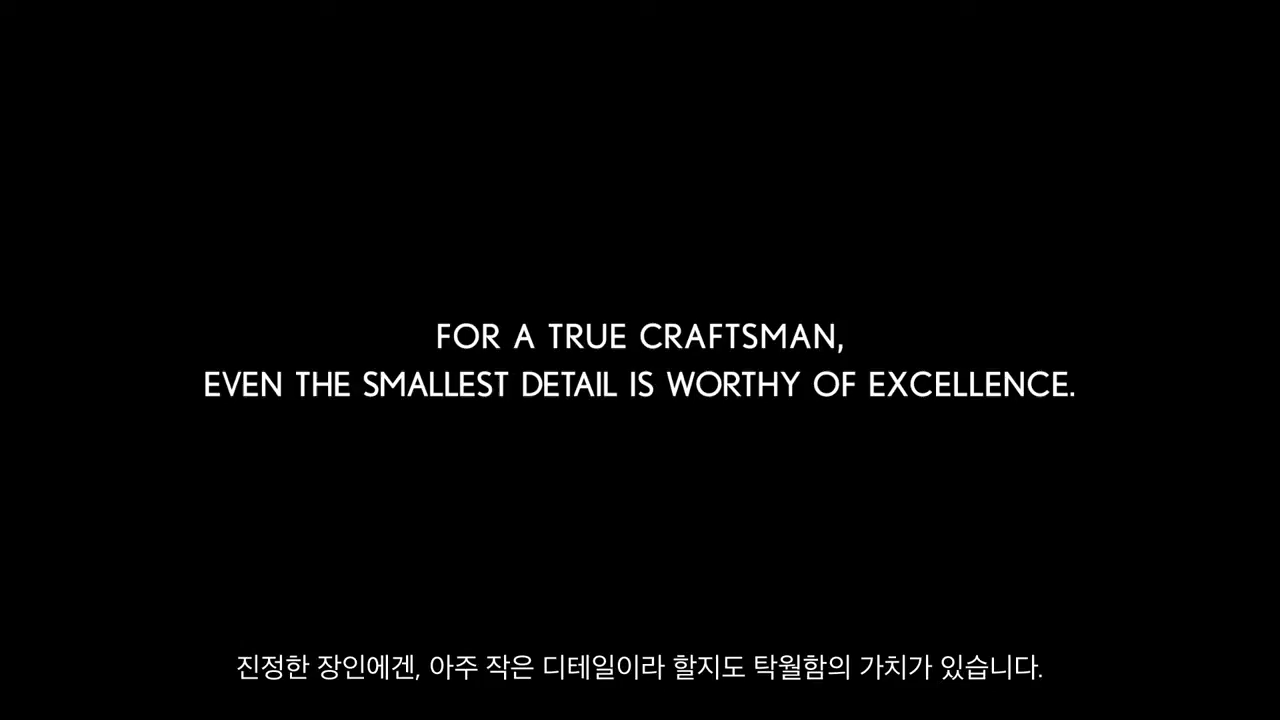 FOR A TRUE CRAFTSMAN,
EVEN THE SMALLEST DETAIL IS WORTHY OF EXCELLENCE.
진정한 장인에겐, 아주 작은 디테일이라 할지도 탁월함의 가치가 있습니다.